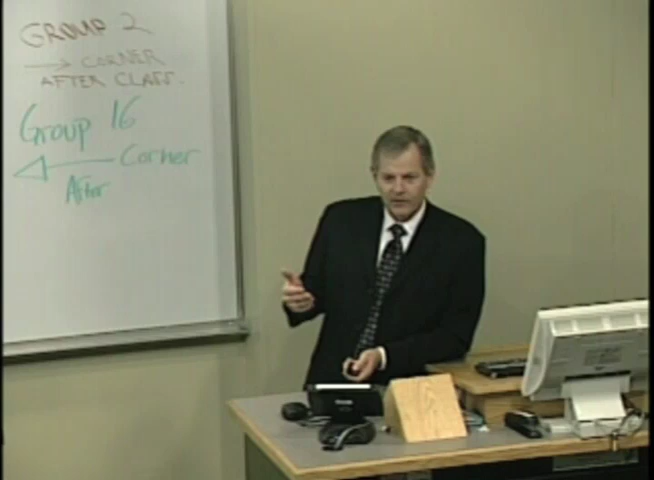 GROUP 2
→ CORNER
AFTER CLASS.
Group 16
Corner
After